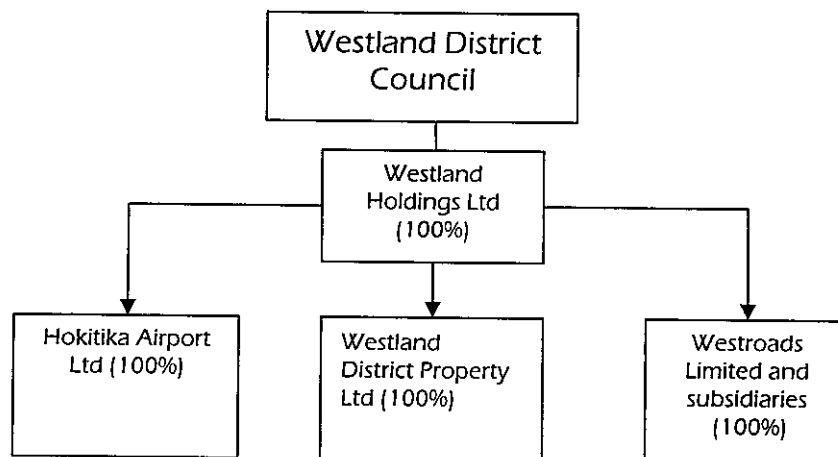 Westland District
Council
Westland
Holdings Ltd
(100%)
Hokitika Airport
Ltd (100%)
Westland
District Property
Ltd (100%)
Westroads
Limited and
subsidiaries
(100%)